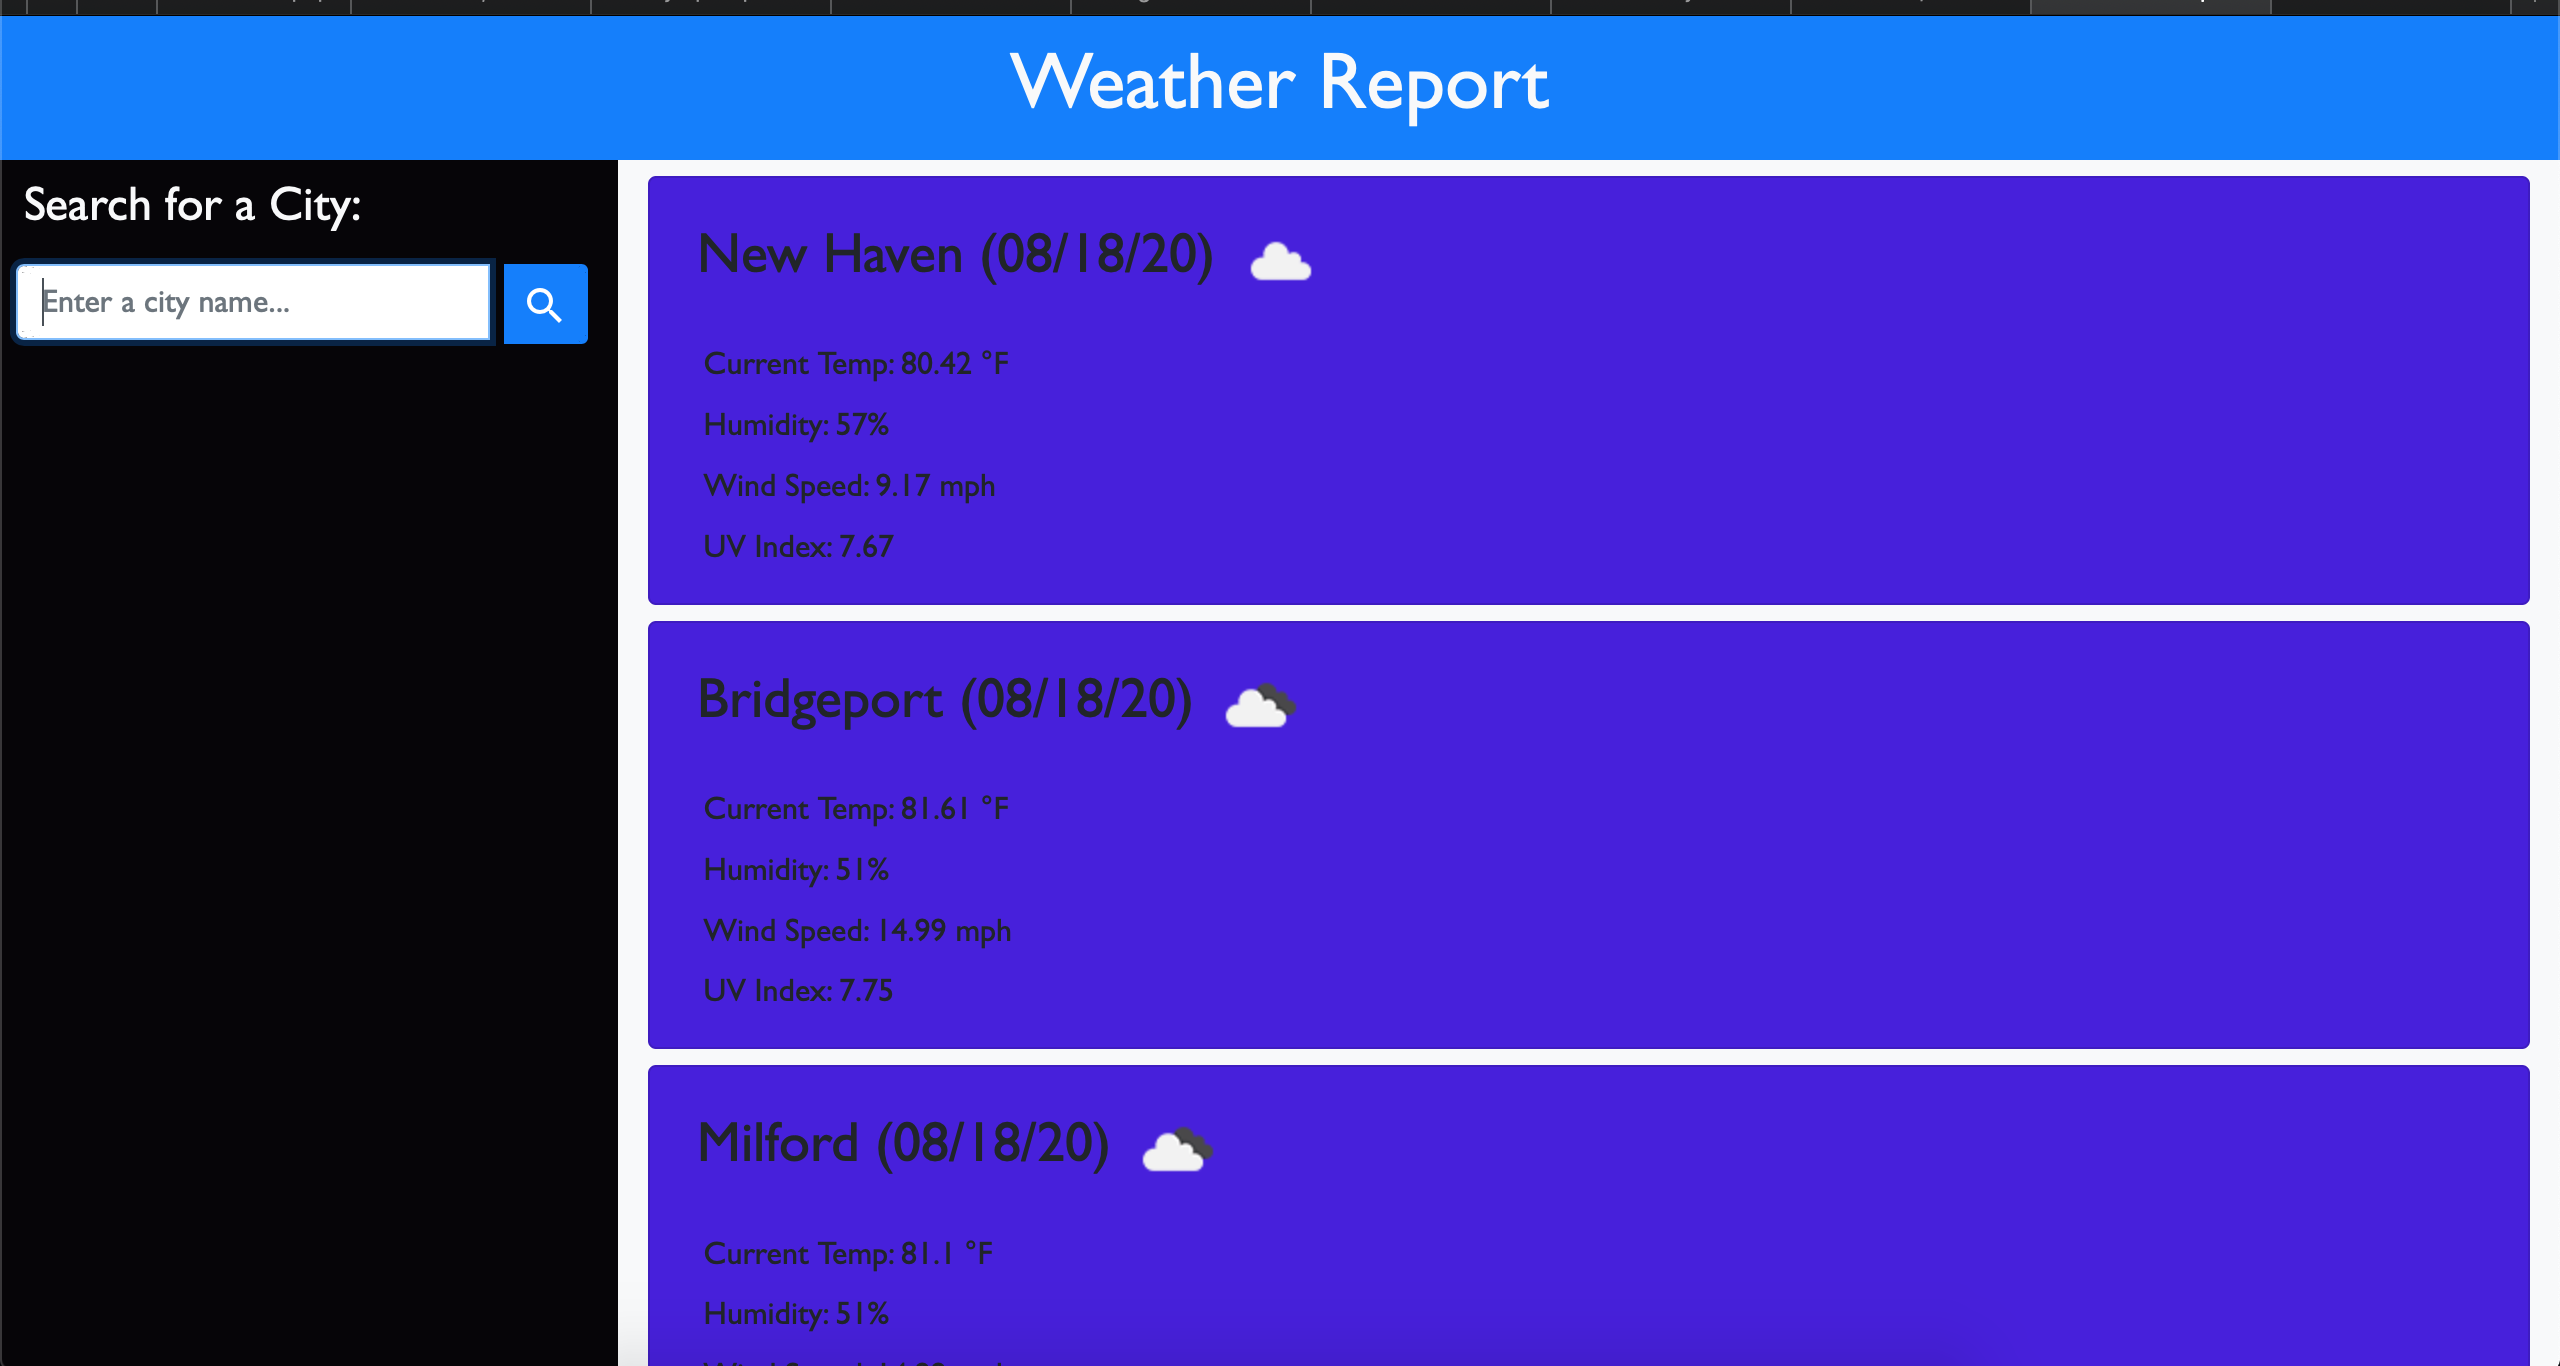 Weather Report
Search for a City:
Enter a city name...
New Haven (08/18/20)
Current Temp: 80.42 °F
Humidity: 57%
Wind Speed: 9.17 mph
UV Index: 7.67
Bridgeport (08/18/20)
Current Temp: 81.61 °F
Humidity: 51%
Wind Speed: 14.99 mph
UV Index: 7.75
Milford (08/18/20)
Current Temp: 81.1 °F
Humidity: 51%